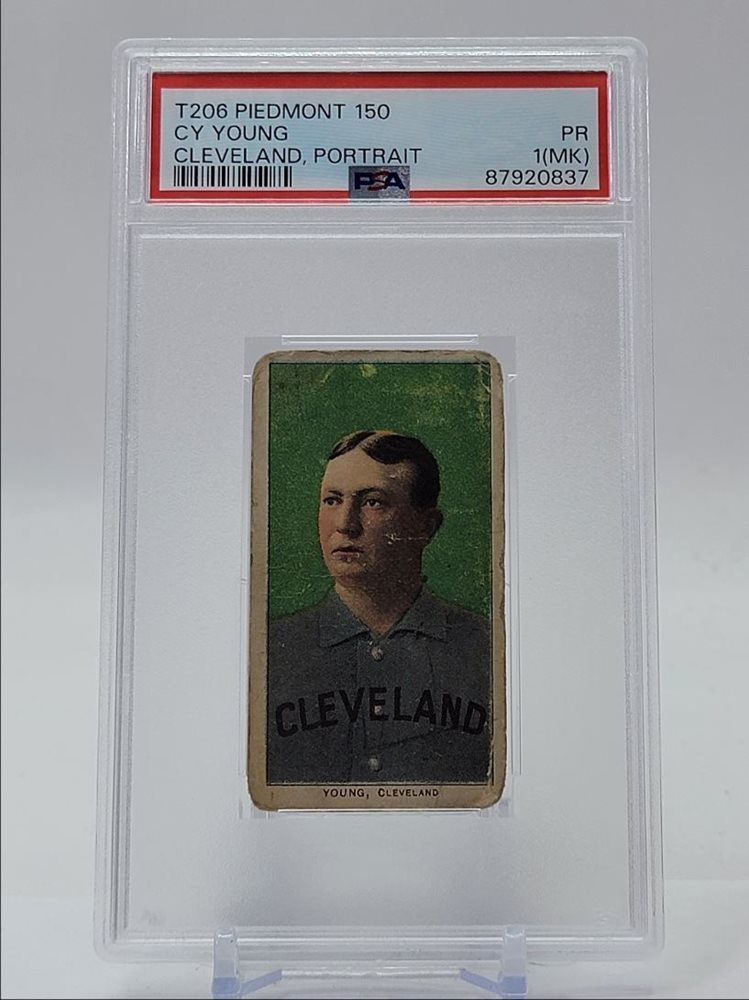 T206 PIEDMONT 150
CY YOUNG PR
CLEVELAND, PORTRAIT 1(MK)
PSA 87920837
CLEVELAND
YOUNG, CLEVELAND